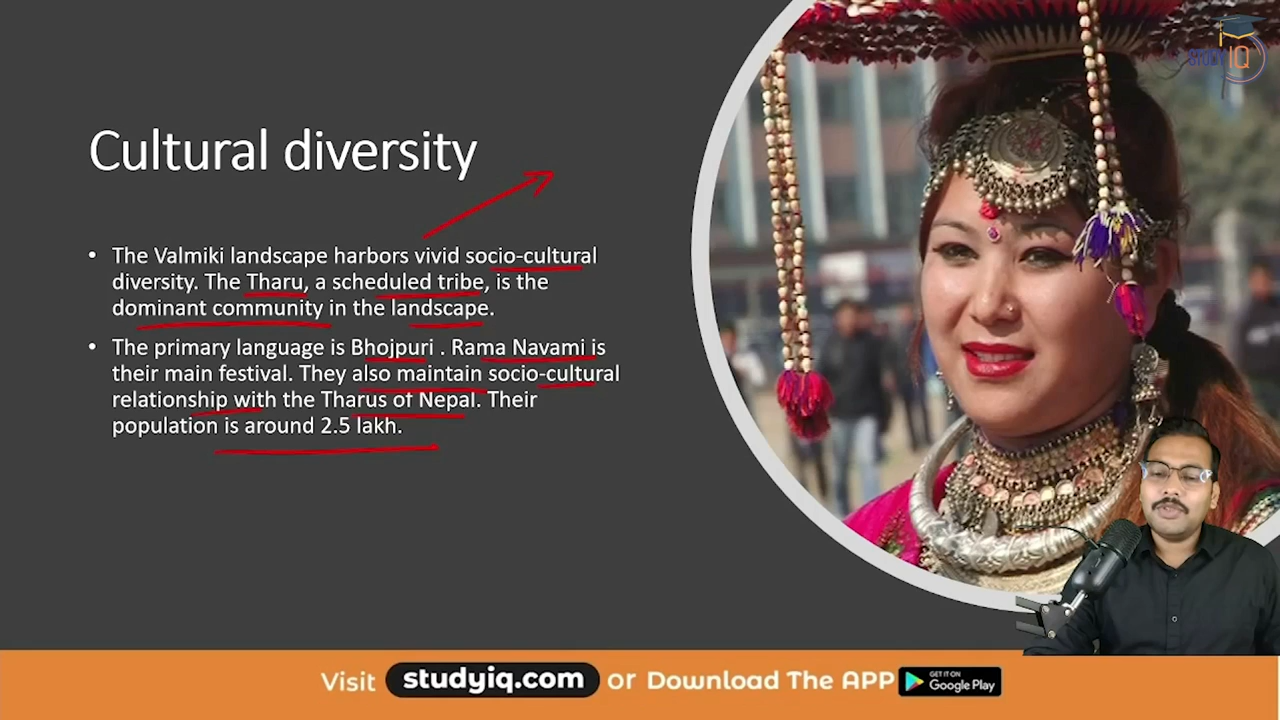 STUDY IQ
Cultural diversity
• The Valmiki landscape harbors vivid socio-cultural
diversity. The Tharu, a scheduled tribe, is the
dominant community in the landscape.
• The primary language is Bhojpuri . Rama Navami is
their main festival. They also maintain socio-cultural
relationship with the Tharus of Nepal. Their
population is around 2.5 lakh.
Visit studyiq.com or Download The APP GET IT ON Google Play